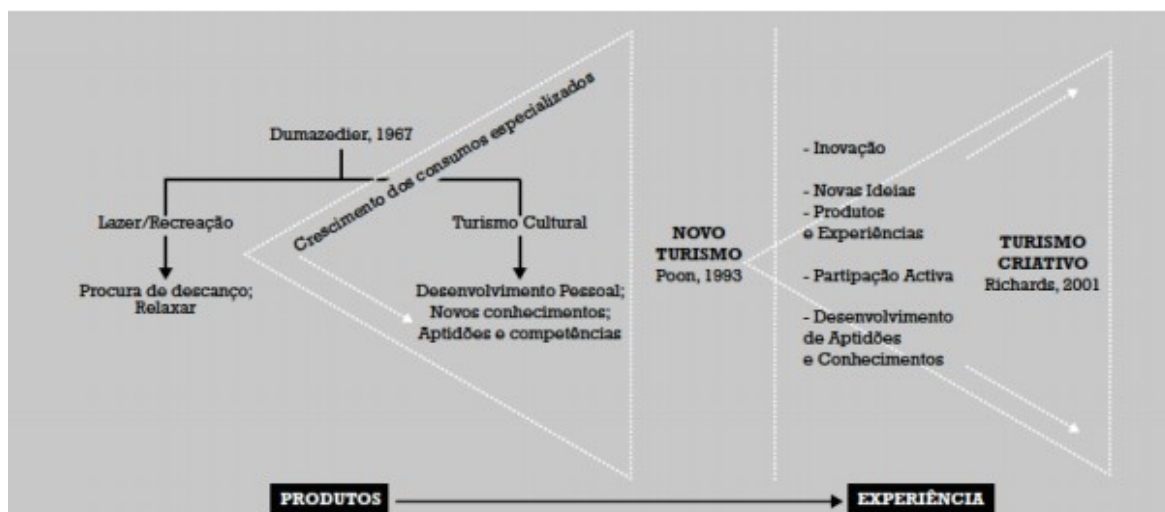 Dumazedier, 1967
Lazer/Recreação
Procura de descanço;
Relaxar
Crescimento dos consumos especializados
Turismo Cultural
Desenvolvimento Pessoal;
Novos conhecimentos;
Aptidões e competências
NOVO
TURISMO
Poon, 1993
- Inovação
- Novas Ideias
- Produtos
e Experiências
- Partipação Activa
- Desenvolvimento
de Aptidões
e Conhecimentos
TURISMO
CRIATIVO
Richards, 2001
PRODUTOS
EXPERIÊNCIA